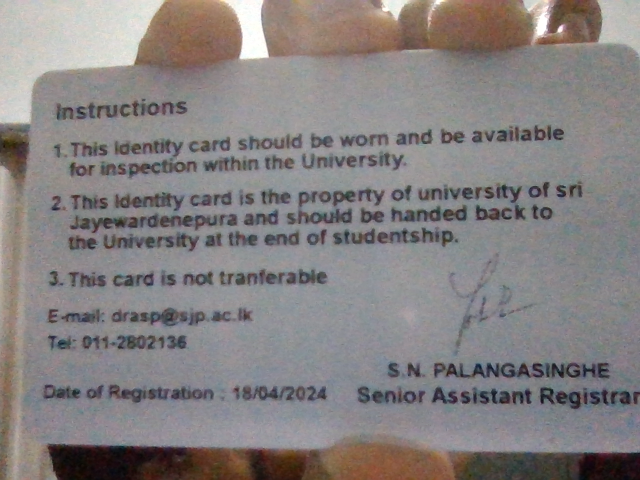 Instructions
1. This Identity card should be worn and be available
for inspection within the University.
2. This Identity card is the property of university of sri
Jayewardenepura and should be handed back to
the University at the end of studentship.
3. This card is not tranferable
E-mail: drasp@sjp.ac.lk
Tel: 011-2802136
S.N. PALANGASINGHE
Date of Registration : 18/04/2024
Senior Assistant Registrar